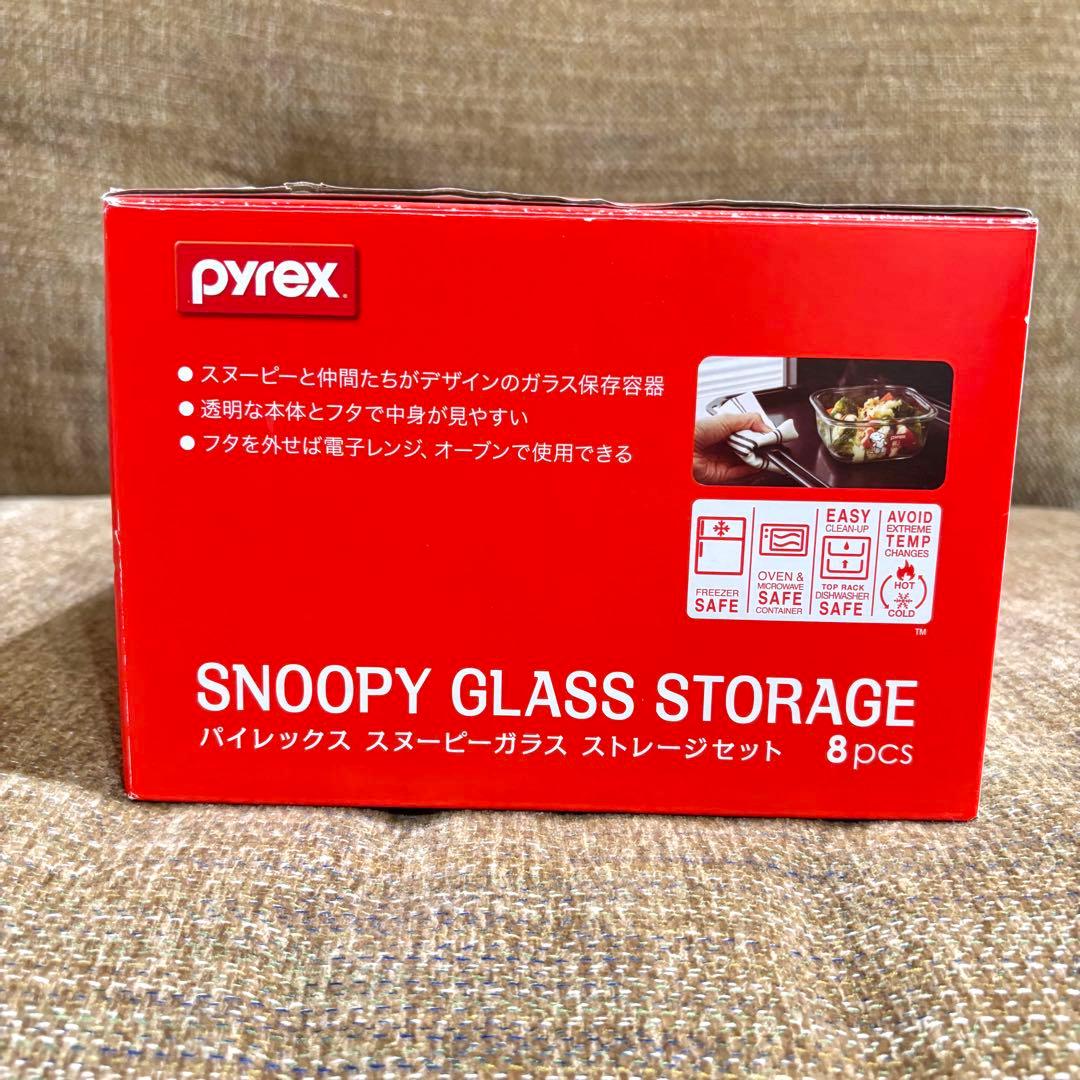 pyrex®
● スヌーピーと仲間たちがデザインのガラス保存容器
● 透明な本体とフタで中身が見やすい
● フタを外せば電子レンジ、オーブンで使用できる
pyrex
FREEZER
SAFE
OVEN &
MICROWAVE
SAFE
CONTAINER
EASY
CLEAN-UP
TOP RACK
DISHWASHER
SAFE
AVOID
EXTREME
TEMP
CHANGES
HOT
COLD
TM
SNOOPY GLASS STORAGE
パイレックス スヌーピーガラス ストレージセット 8pcs